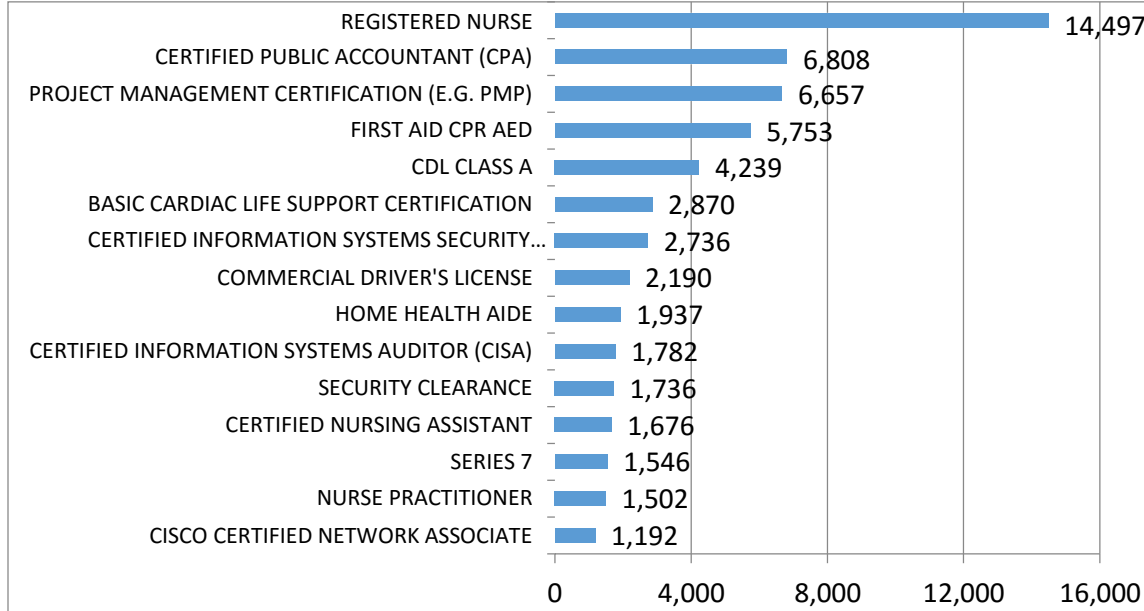 REGISTERED NURSE 14,497
CERTIFIED PUBLIC ACCOUNTANT (CPA) 6,808
PROJECT MANAGEMENT CERTIFICATION (E.G. PMP) 6,657
FIRST AID CPR AED 5,753
CDL CLASS A 4,239
BASIC CARDIAC LIFE SUPPORT CERTIFICATION 2,870
CERTIFIED INFORMATION SYSTEMS SECURITY... 2,736
COMMERCIAL DRIVER'S LICENSE 2,190
HOME HEALTH AIDE 1,937
CERTIFIED INFORMATION SYSTEMS AUDITOR (CISA) 1,782
SECURITY CLEARANCE 1,736
CERTIFIED NURSING ASSISTANT 1,676
SERIES 7 1,546
NURSE PRACTITIONER 1,502
CISCO CERTIFIED NETWORK ASSOCIATE 1,192
0 4,000 8,000 12,000 16,000